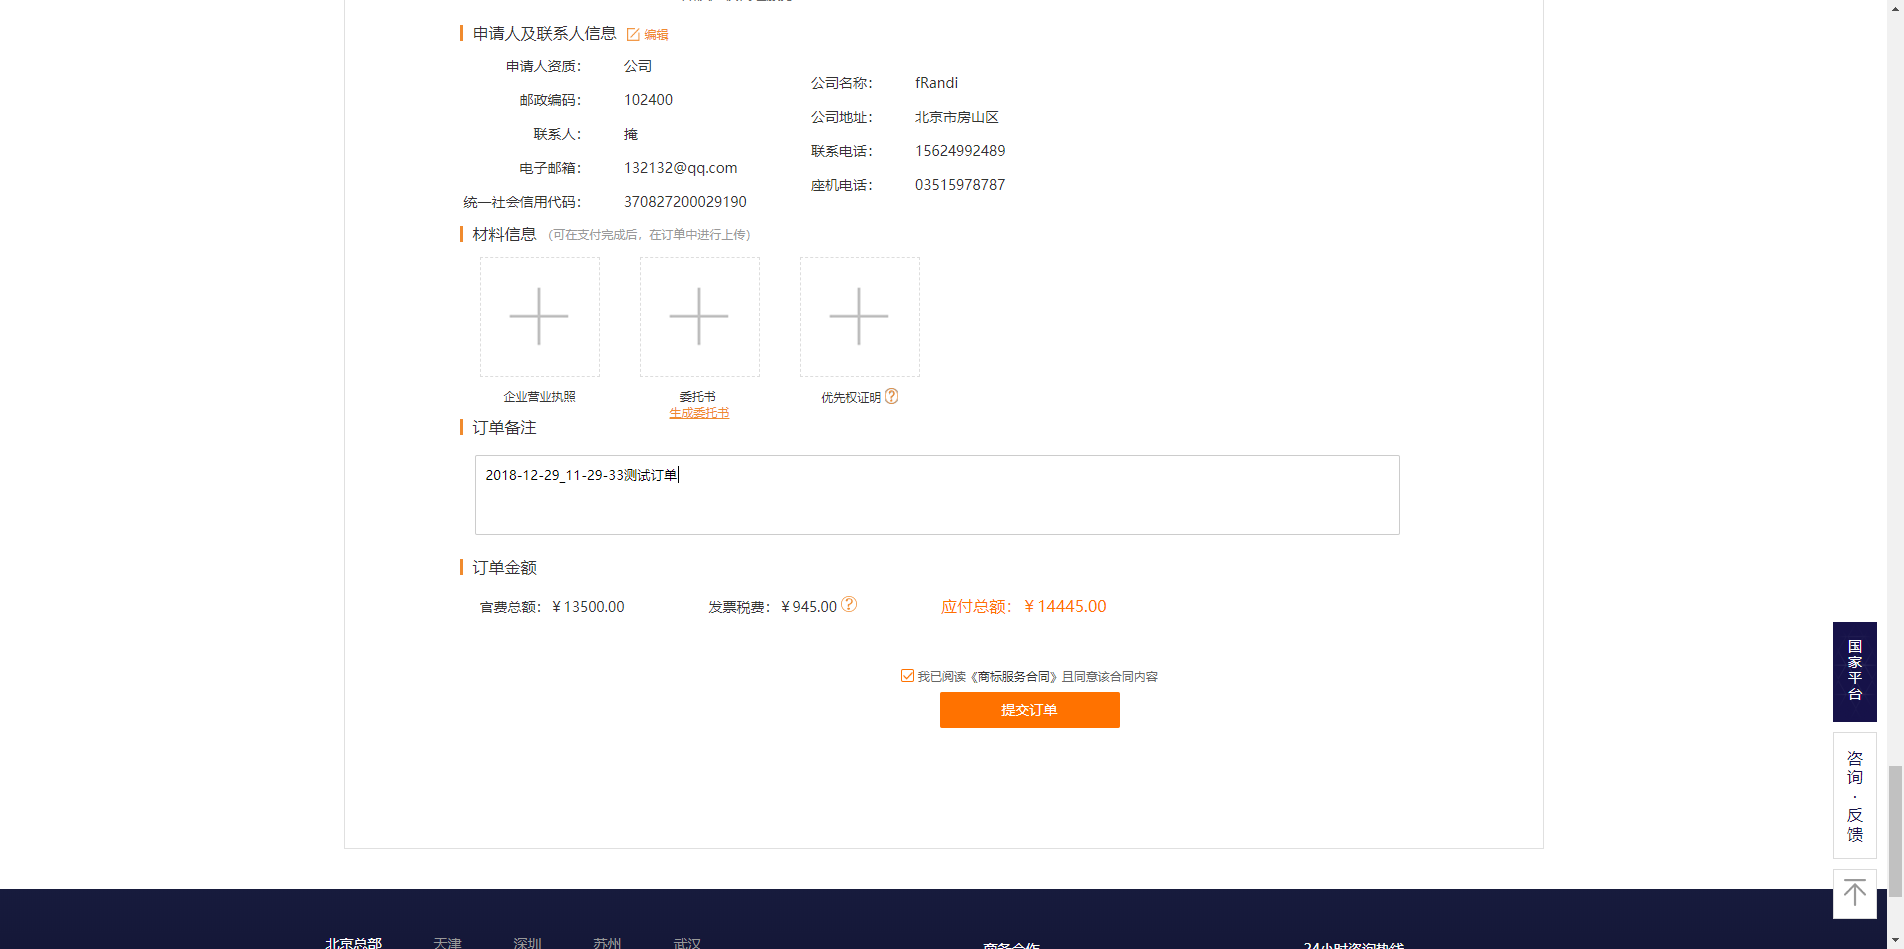 申请人及联系人信息 编辑
申请人资质： 公司
邮政编码： 102400
联系人： 掩
电子邮箱： 132132@qq.com
统一社会信用代码： 370827200029190
公司名称： fRandi
公司地址： 北京市房山区
联系电话： 15624992489
座机电话： 03515978787
材料信息 (可在支付完成后，在订单中进行上传)
企业营业执照
委托书
生成委托书
优先权证明 ?
订单备注
2018-12-29_11-29-33测试订单
订单金额
官费总额：￥13500.00 发票税费：￥945.00 ? 应付总额：￥14445.00
我已阅读《商标服务合同》且同意该合同内容
提交订单
国家平台
咨询·反馈
北京总部 天津 深圳 苏州 武汉 商务合作 24小时咨询热线